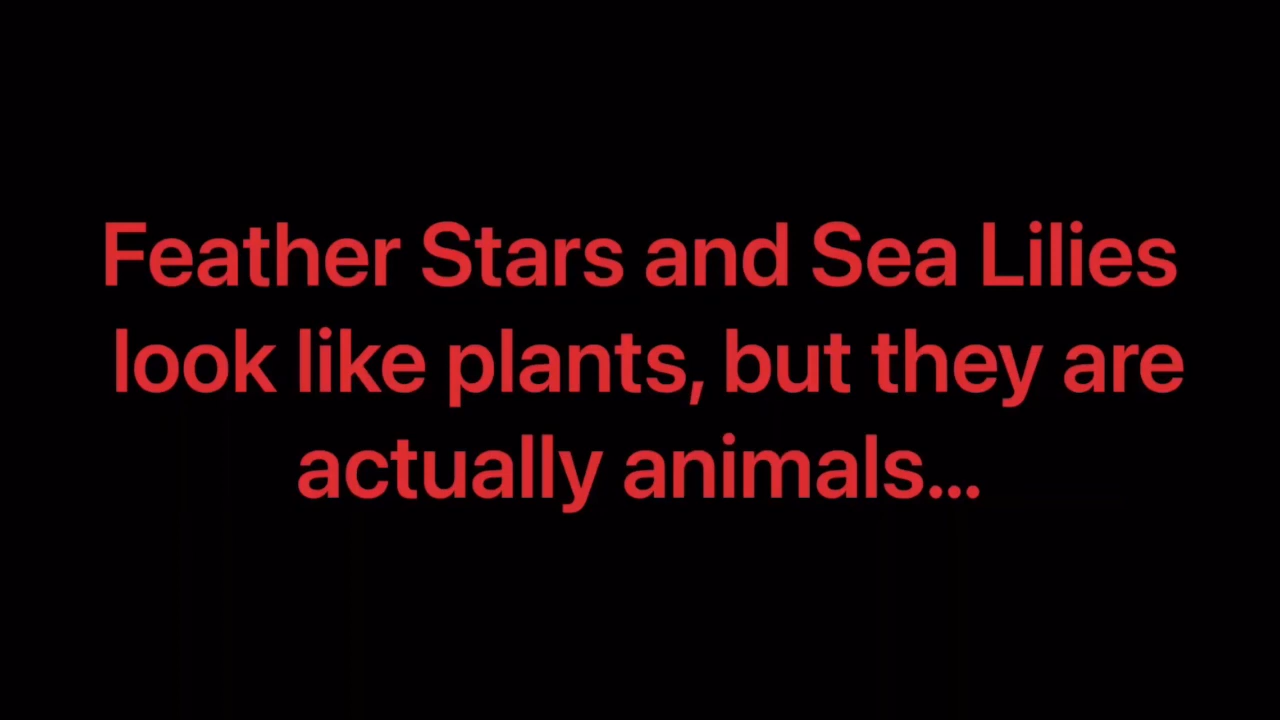 Feather Stars and Sea Lilies
look like plants, but they are
actually animals...